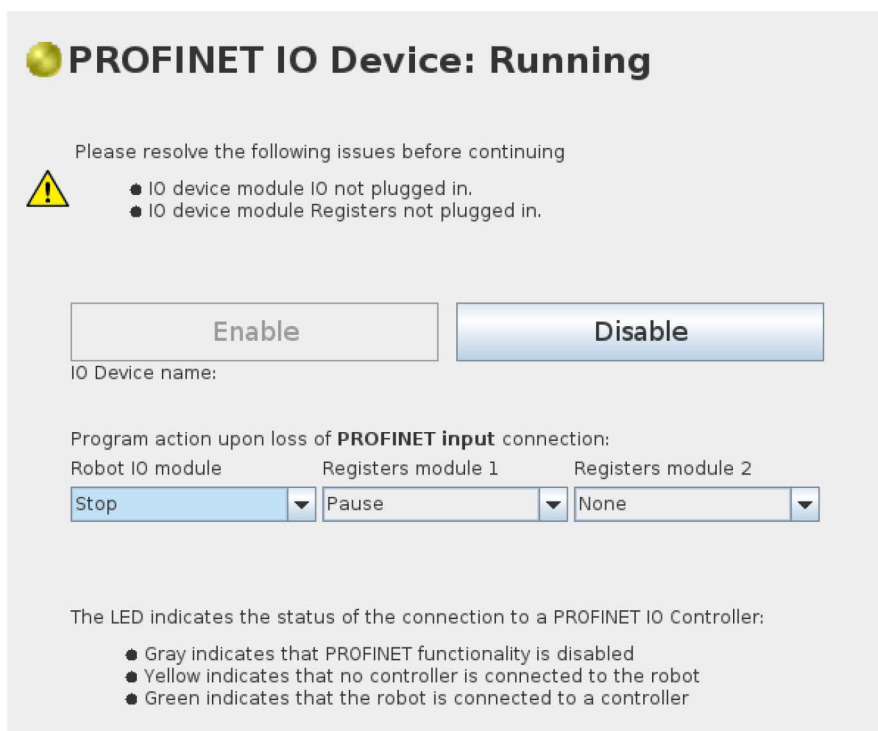 PROFINET IO Device: Running
Please resolve the following issues before continuing
● IO device module IO not plugged in.
● IO device module Registers not plugged in.
Enable Disable
IO Device name:
Program action upon loss of PROFINET input connection:
Robot IO module Registers module 1 Registers module 2
Stop Pause None
The LED indicates the status of the connection to a PROFINET IO Controller:
● Gray indicates that PROFINET functionality is disabled
● Yellow indicates that no controller is connected to the robot
● Green indicates that the robot is connected to a controller